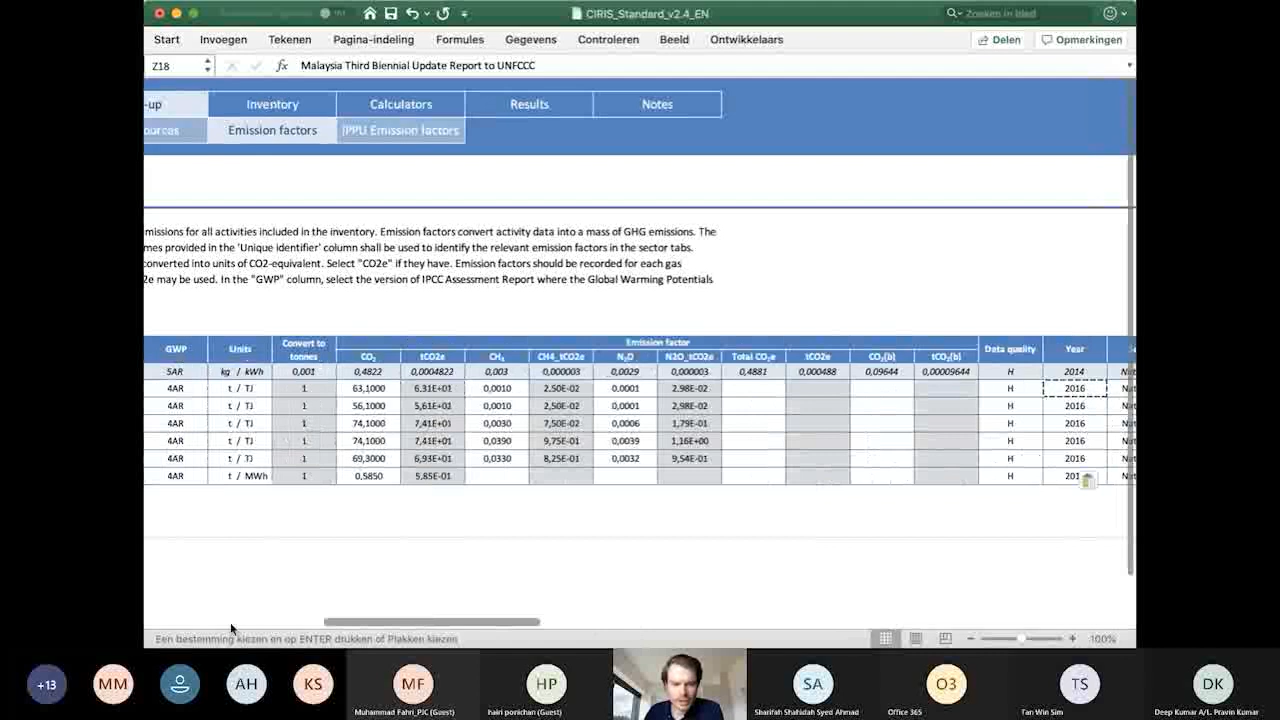 CIRIS_Standard_v2.4_EN
Zoeken in blad
Start Invoegen Tekenen Pagina-indeling Formules Gegevens Controleren Beeld Ontwikkelaars Delen Opmerkingen
Z18 fx Malaysia Third Biennial Update Report to UNFCCC
-up Inventory Calculators Results Notes
ources Emission factors IPPU Emission factors
missions for all activities included in the inventory. Emission factors convert activity data into a mass of GHG emissions. The
mes provided in the 'Unique identifier' column shall be used to identify the relevant emission factors in the sector tabs.
converted into units of CO2-equivalent. Select "CO2e" if they have. Emission factors should be recorded for each gas
2e may be used. In the "GWP" column, select the version of IPCC Assessment Report where the Global Warming Potentials
GWP Units Convert to tonnes Emission factor Data quality Year
CO₂ tCO2e CH₄ CH4_tCO2e N₂O N2O_tCO2e Total CO₂e tCO2e CO₂(b) tCO₂(b)
5AR kg / kWh 0,001 0,4822 0,0004822 0,003 0,000003 0,0029 0,000003 0,4881 0,000488 0,09644 0,00009644 H 2014
4AR t / TJ 1 63,1000 6,31E+01 0,0010 2,50E-02 0,0001 2,98E-02 H 2016
4AR t / TJ 1 56,1000 5,61E+01 0,0010 2,50E-02 0,0001 2,98E-02 H 2016
4AR t / TJ 1 74,1000 7,41E+01 0,0030 7,50E-02 0,0006 1,79E-01 H 2016
4AR t / TJ 1 74,1000 7,41E+01 0,0390 9,75E-01 0,0039 1,16E+00 H 2016
4AR t / TJ 1 69,3000 6,93E+01 0,0330 8,25E-01 0,0032 9,54E-01 H 2016
4AR t / MWh 1 0,5850 5,85E-01 H 201
Een bestemming kiezen en op ENTER drukken of Plakken kiezen
100%
+13 MM AH KS MF HP SA O3 TS DK
Muhammad Fahri_PJC (Guest) hairi ponichan (Guest) Sharifah Shahidah Syed Ahmad Office 365 Tan Win Sim Deep Kumar A/L. Pravin Kumar